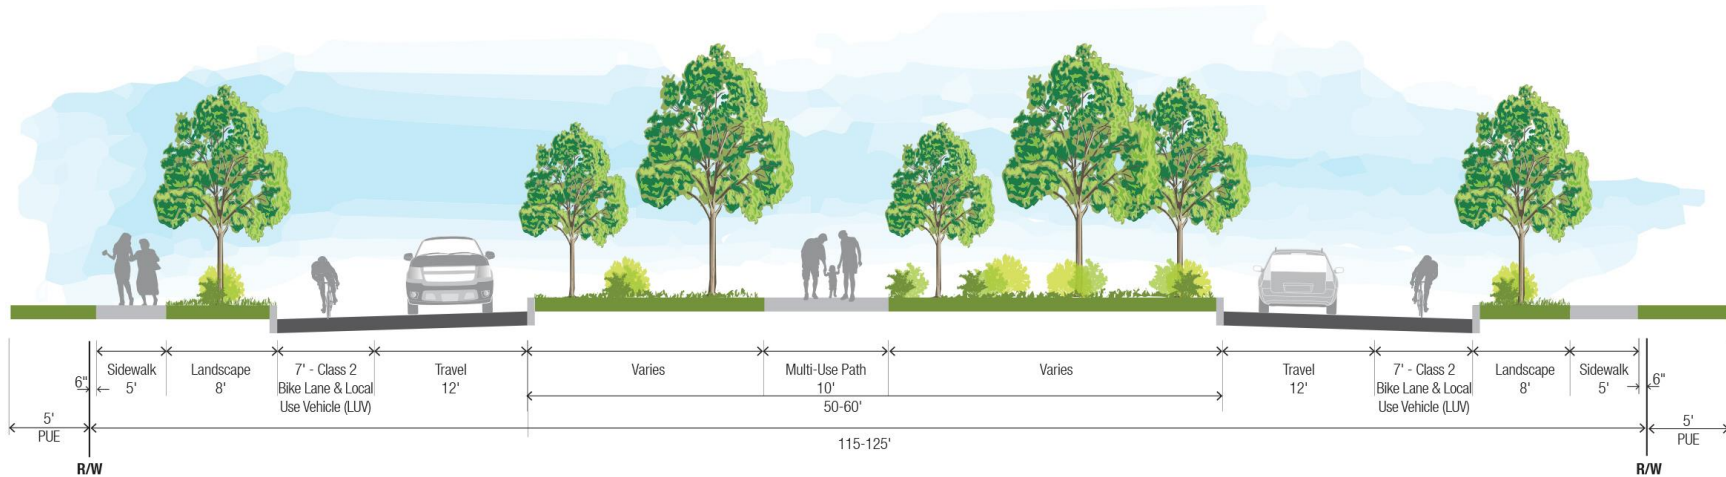 6"
Sidewalk
5'
Landscape
8'
7' - Class 2
Bike Lane & Local
Use Vehicle (LUV)
Travel
12'
Varies
Multi-Use Path
10'
50-60'
Varies
Travel
12'
7' - Class 2
Bike Lane & Local
Use Vehicle (LUV)
Landscape
8'
Sidewalk
5'
6"
5'
PUE
115-125'
5'
PUE
R/W
R/W